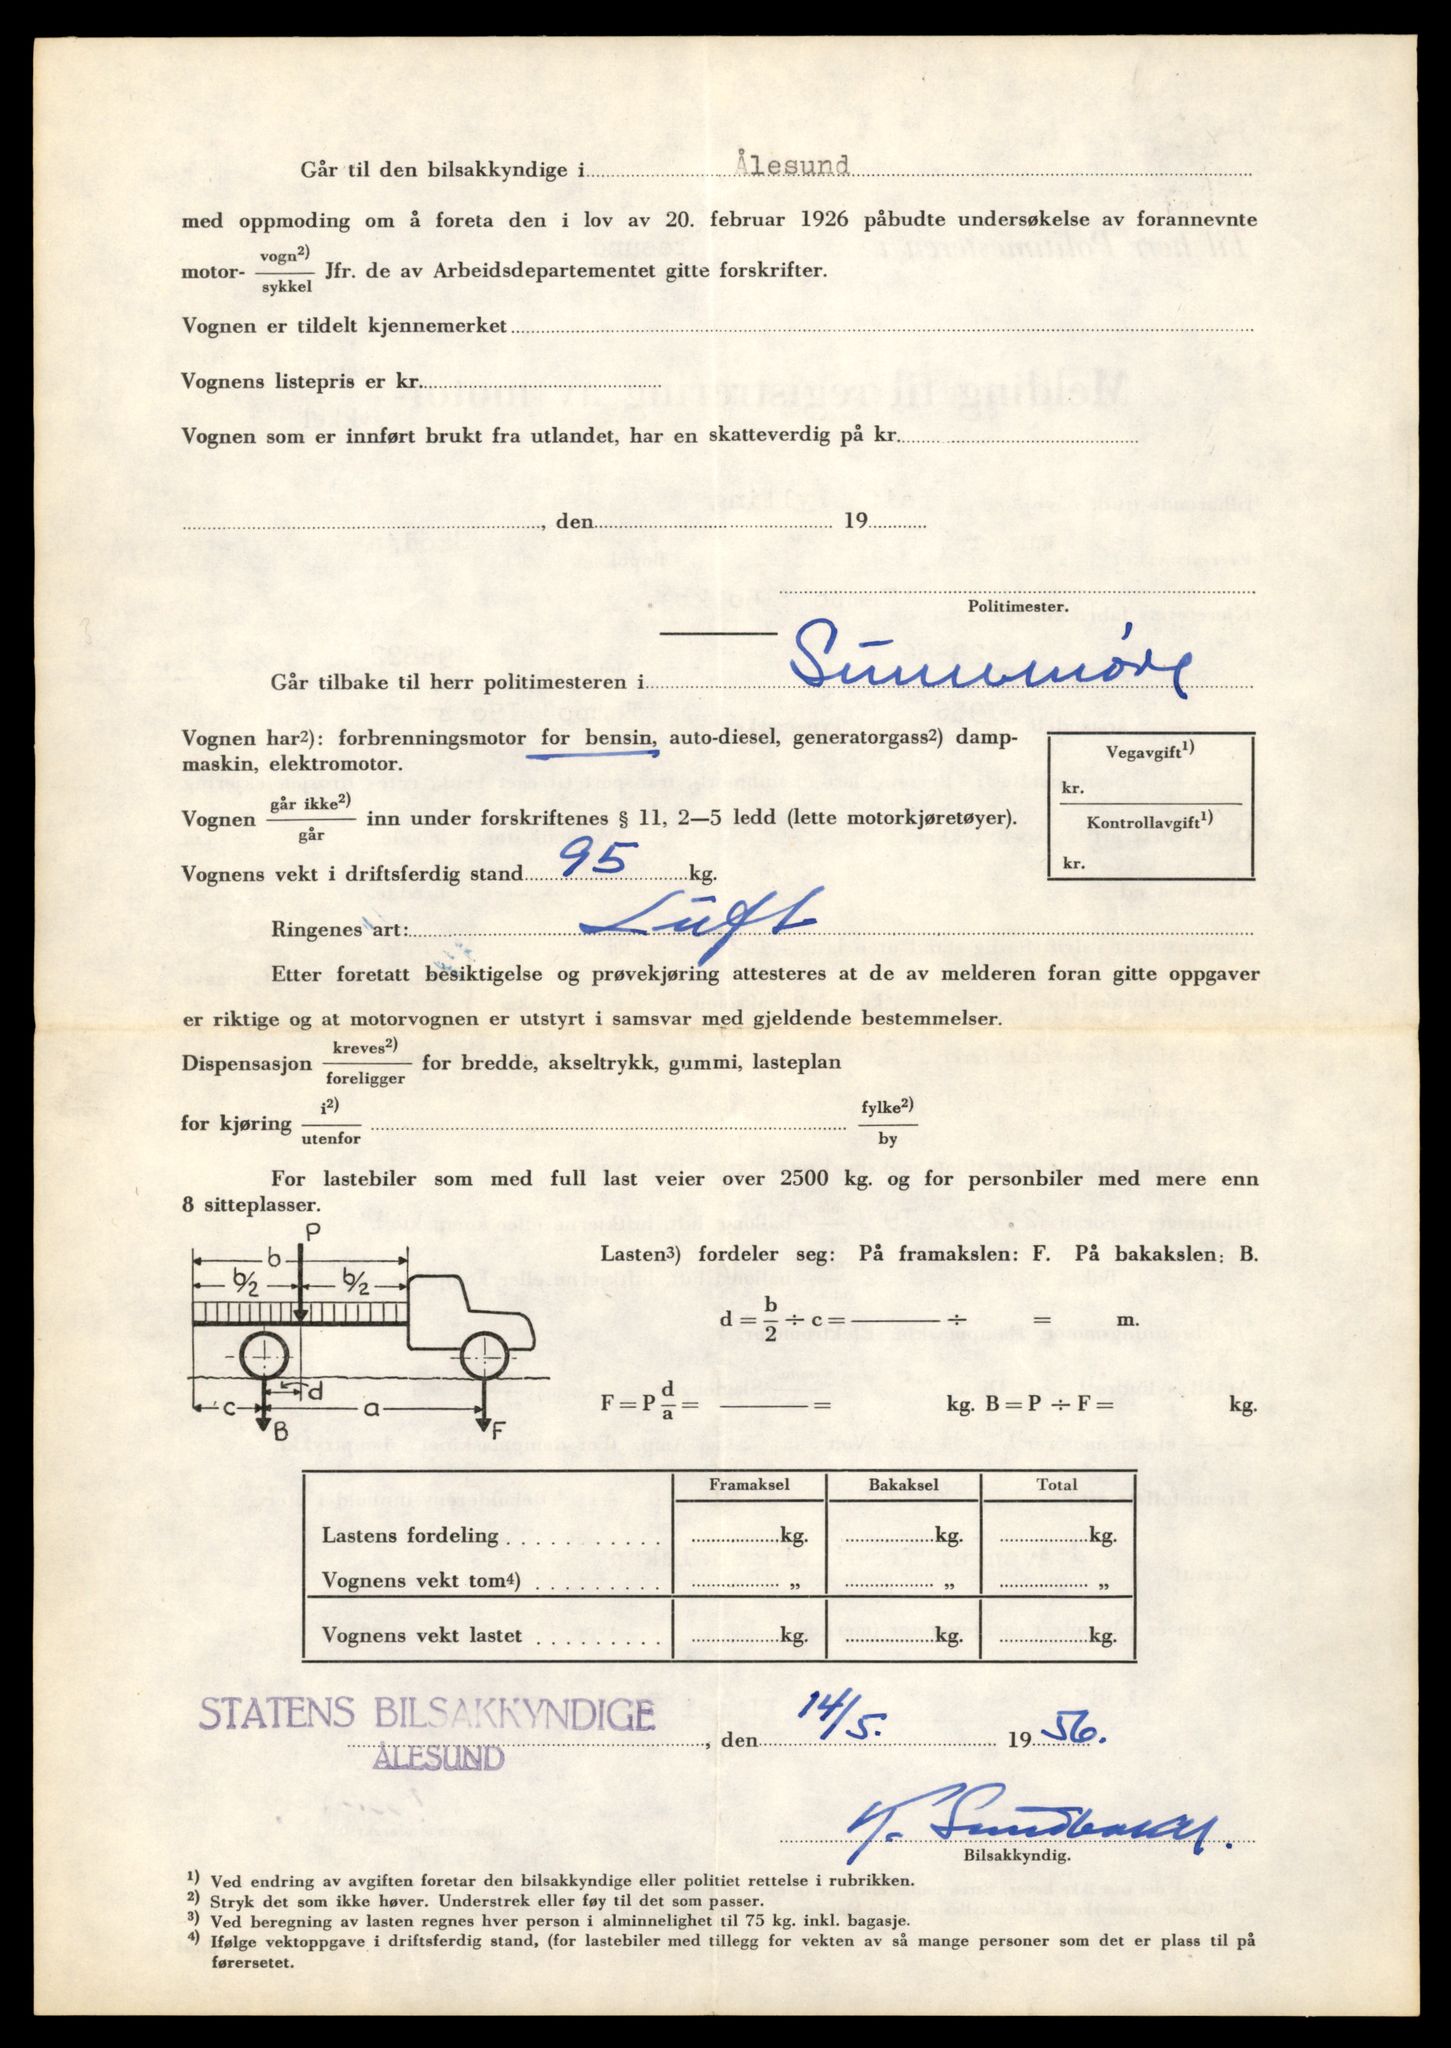 Går til den bilsakkyndige i Ålesund
med oppmoding om å foreta den i lov av 20. februar 1926 påbudte undersøkelse av forannevnte
motor- vogn2) / sykkel Jfr. de av Arbeidsdepartementet gitte forskrifter.
Vognen er tildelt kjennemerket
Vognens listepris er kr.
Vognen som er innført brukt fra utlandet, har en skatteverdig på kr.
, den 19
Politimester.
Går tilbake til herr politimesteren i Sunnmøre
Vognen har2): forbrenningsmotor for bensin, auto-diesel, generatorgass2) damp-
maskin, elektromotor.
Vegavgift1)
kr.
Kontrollavgift1)
kr.
Vognen går ikke2) / går inn under forskriftenes § 11, 2—5 ledd (lette motorkjøretøyer).
Vognens vekt i driftsferdig stand 95 kg.
Ringenes art: Luft
Etter foretatt besiktigelse og prøvekjøring attesteres at de av melderen foran gitte oppgaver
er riktige og at motorvognen er utstyrt i samsvar med gjeldende bestemmelser.
Dispensasjon kreves2) / foreligger for bredde, akseltrykk, gummi, lasteplan
for kjøring i2) / utenfor fylke2) / by
For lastebiler som med full last veier over 2500 kg. og for personbiler med mere enn
8 sitteplasser.
P
b
b/2 b/2
d
c a
B F
Lasten3) fordeler seg: På framakslen: F. På bakakslen: B.
d = b/2 ÷ c = ÷ = m.
F = P d/a = = kg. B = P ÷ F = kg.
Framaksel Bakaksel Total
Lastens fordeling kg. kg. kg.
Vognens vekt tom4) „ „ „
Vognens vekt lastet kg. kg. kg.
STATENS BILSAKKYNDIGE
ÅLESUND
, den 14/5. 19 56.
K. Sundbakk.
Bilsakkyndig.
1) Ved endring av avgiften foretar den bilsakkyndige eller politiet rettelse i rubrikken.
2) Stryk det som ikke høver. Understrek eller føy til det som passer.
3) Ved beregning av lasten regnes hver person i alminnelighet til 75 kg. inkl. bagasje.
4) Ifølge vektoppgave i driftsferdig stand, (for lastebiler med tillegg for vekten av så mange personer som det er plass til på
førersetet.